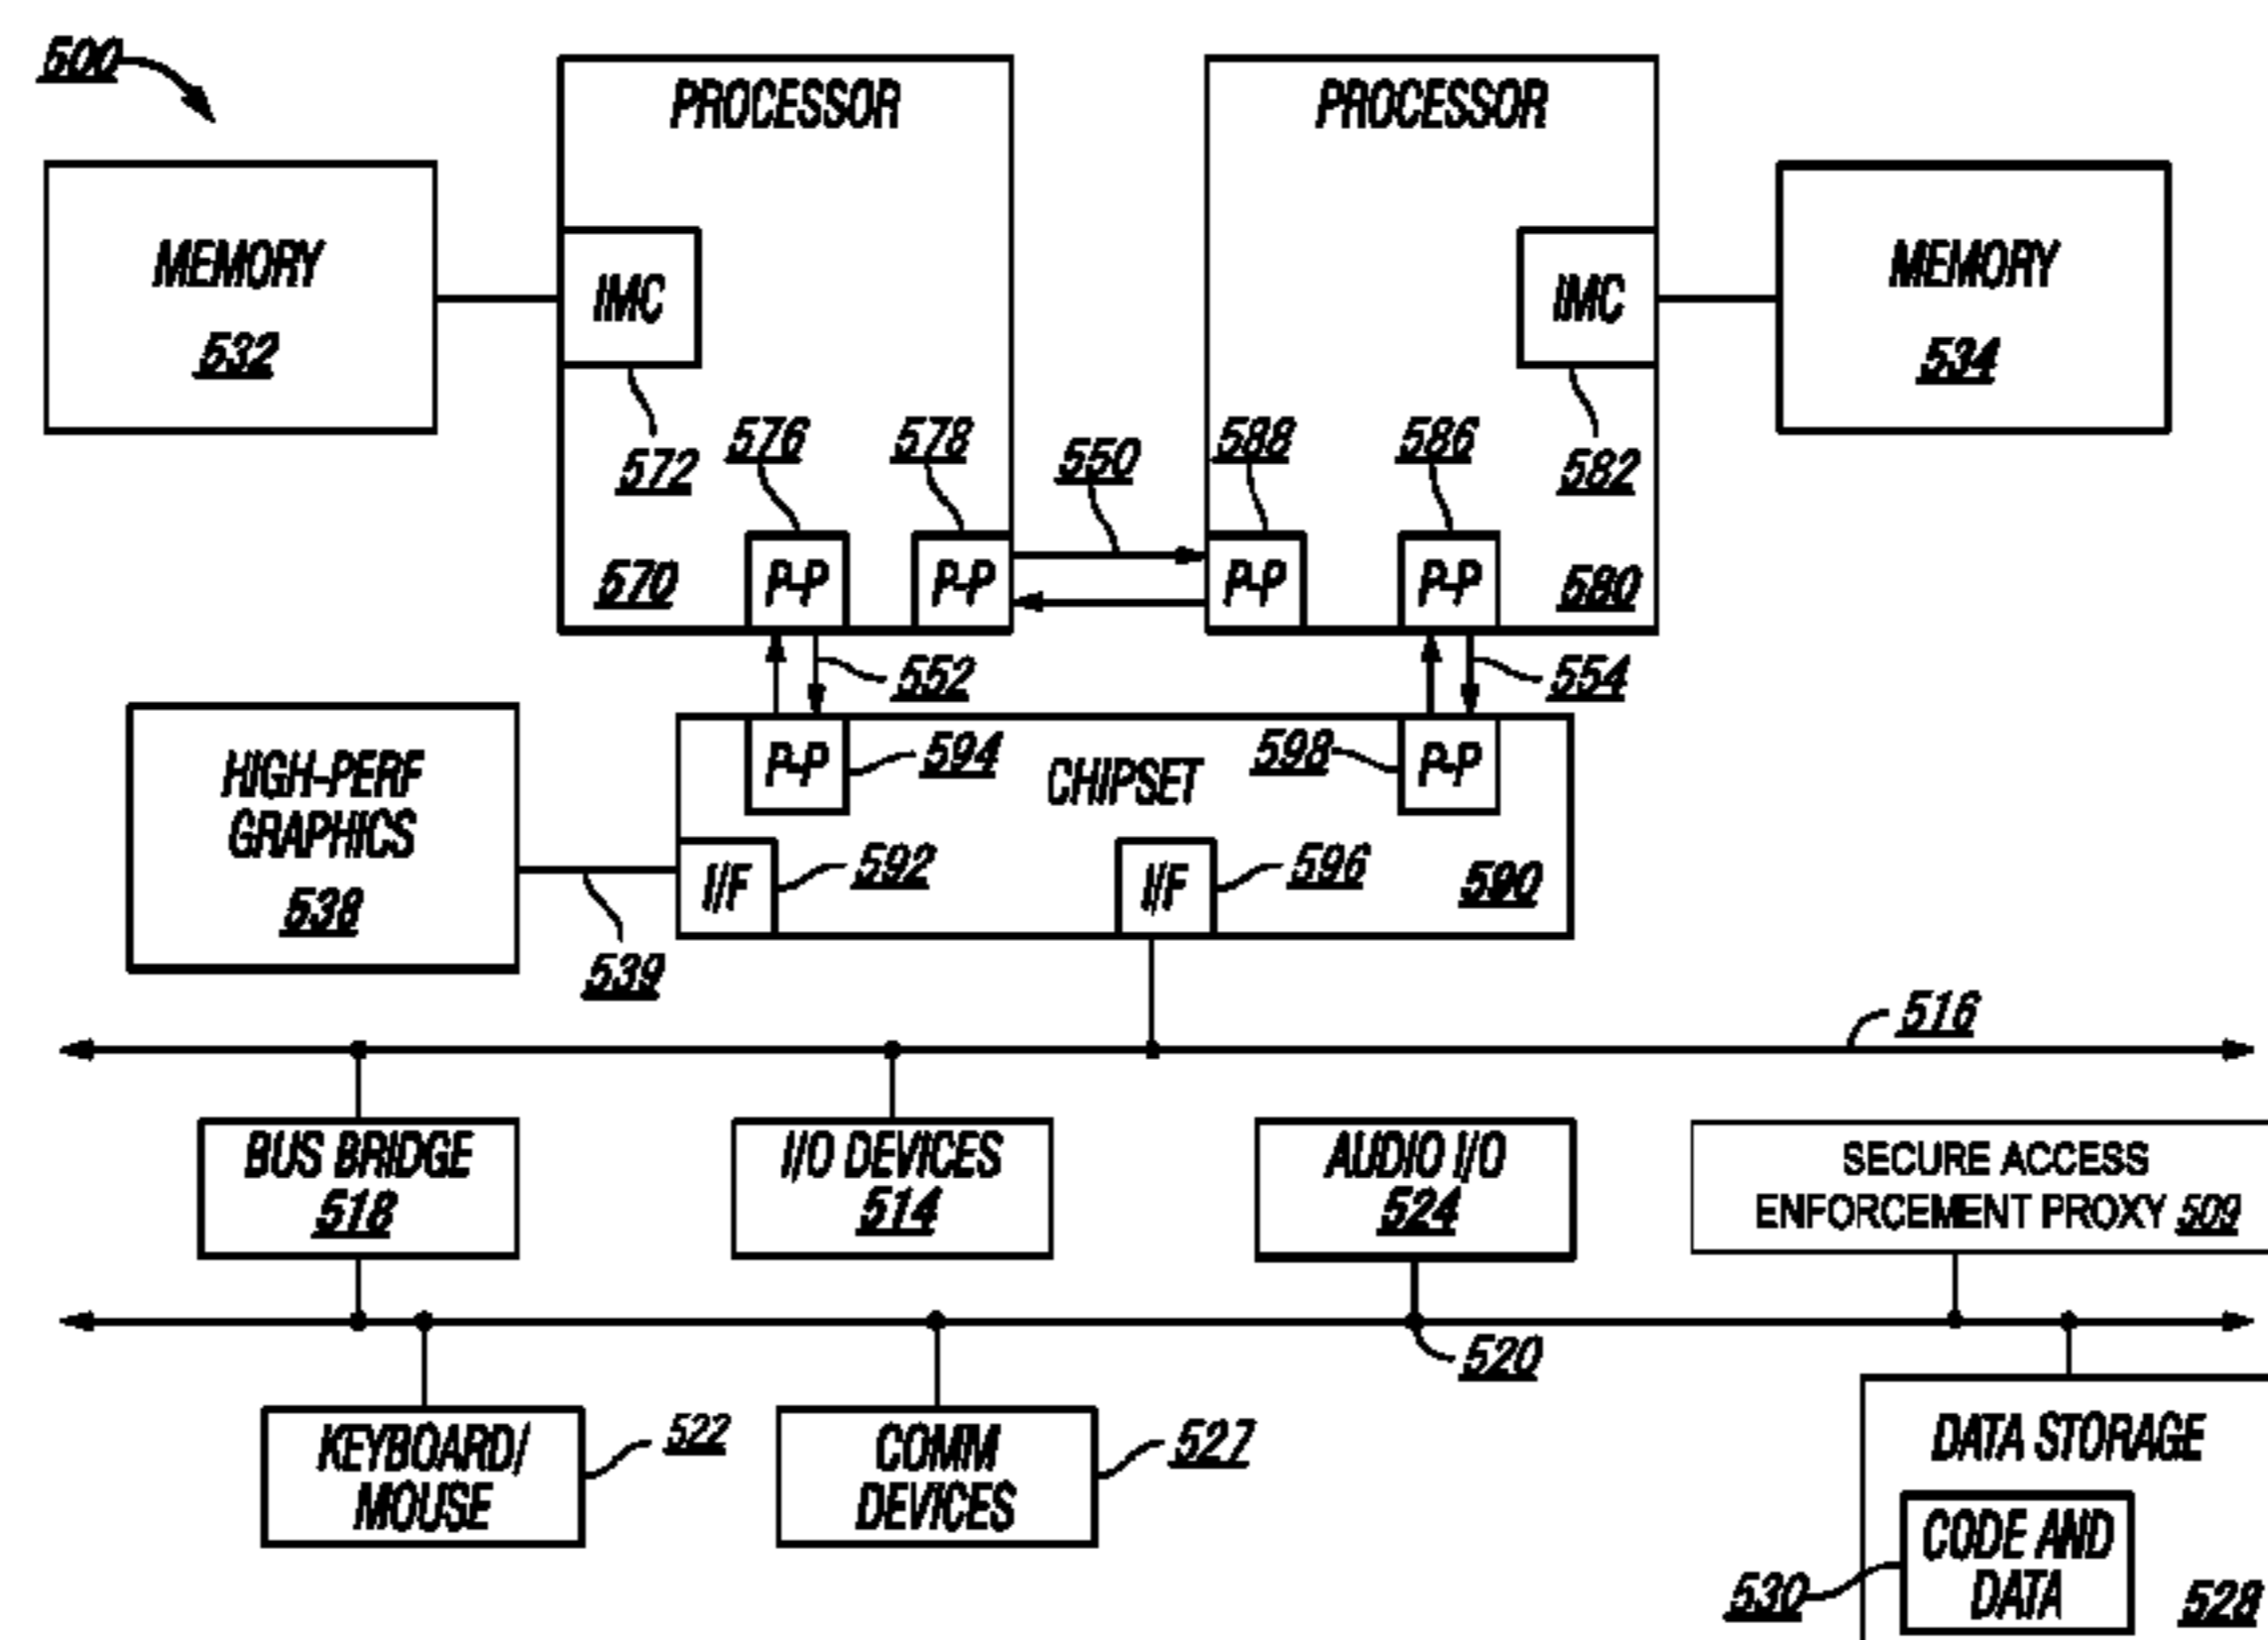 500
PROCESSOR
PROCESSOR
MEMORY
532
IMC
IMC
MEMORY
534
572
576
578
550
588
586
582
570
P-P
P-P
P-P
P-P
580
552
554
HIGH-PERF
GRAPHICS
538
P-P
594
CHIPSET
598
P-P
I/F
592
I/F
596
590
539
516
BUS BRIDGE
518
I/O DEVICES
514
AUDIO I/O
524
SECURE ACCESS
ENFORCEMENT PROXY 509
520
KEYBOARD/
MOUSE
522
COMM
DEVICES
527
DATA STORAGE
CODE AND
DATA
530
528